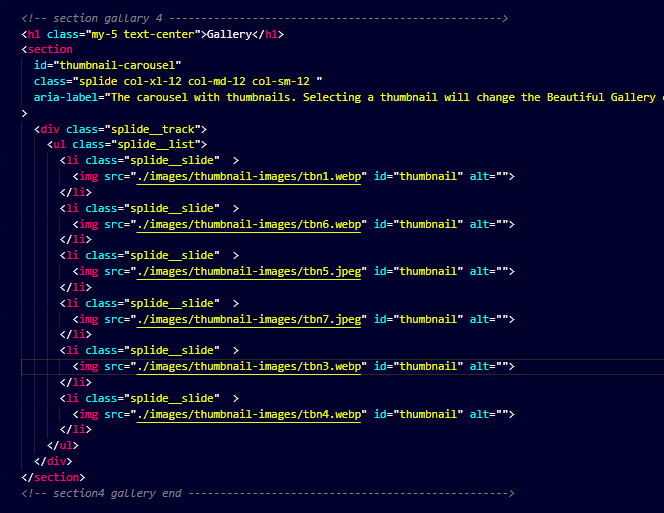 <!-- section gallary 4 --------------------------------------------------->
<h1 class="my-5 text-center">Gallery</h1>
<section
id="thumbnail-carousel"
class="splide col-xl-12 col-md-12 col-sm-12 "
aria-label="The carousel with thumbnails. Selecting a thumbnail will change the Beautiful Gallery
>
<div class="splide__track">
<ul class="splide__list">
<li class="splide__slide"  >
<img src="./images/thumbnail-images/tbn1.webp" id="thumbnail" alt="">
</li>
<li class="splide__slide"  >
<img src="./images/thumbnail-images/tbn6.webp" id="thumbnail" alt="">
</li>
<li class="splide__slide"  >
<img src="./images/thumbnail-images/tbn5.jpeg" id="thumbnail" alt="">
</li>
<li class="splide__slide"  >
<img src="./images/thumbnail-images/tbn7.jpeg" id="thumbnail" alt="">
</li>
<li class="splide__slide"  >
<img src="./images/thumbnail-images/tbn3.webp" id="thumbnail" alt="">
</li>
<li class="splide__slide"  >
<img src="./images/thumbnail-images/tbn4.webp" id="thumbnail" alt="">
</li>
</ul>
</div>
</section>
<!-- section4 gallery end ------------------------------------------------->